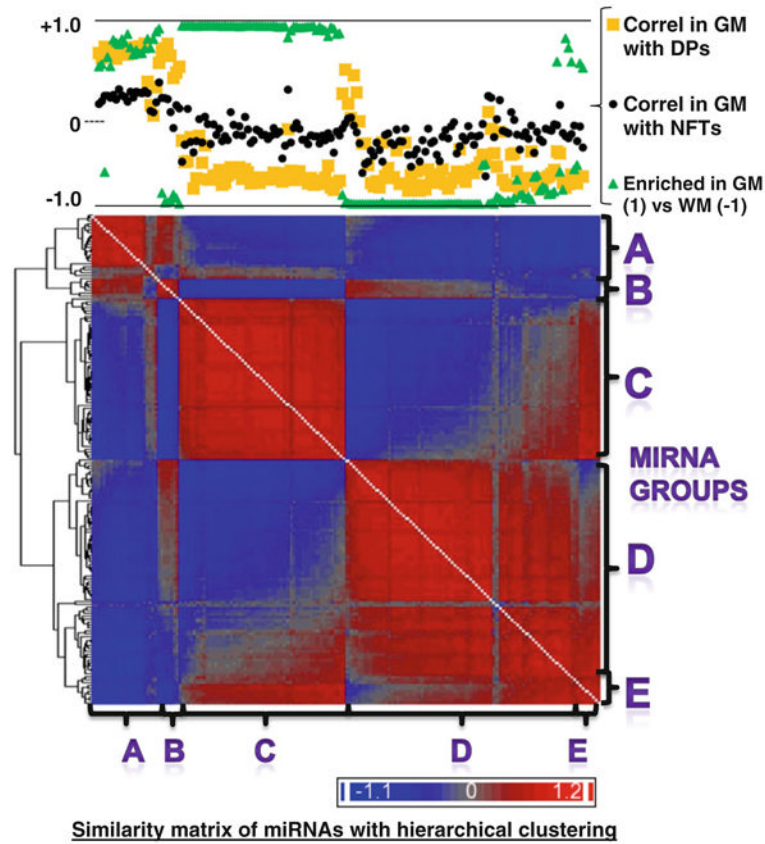 +1.0
0
-1.0
Correl in GM
with DPs
Correl in GM
with NFTs
Enriched in GM
(1) vs WM (-1)
A
B
C
MIRNA
GROUPS
D
E
A B C D E
-1.1 0 1.2
Similarity matrix of miRNAs with hierarchical clustering